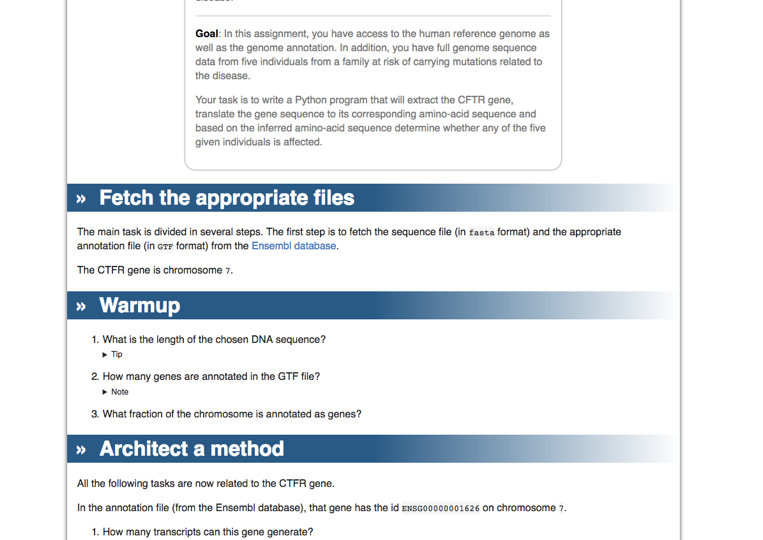 Goal: In this assignment, you have access to the human reference genome as
well as the genome annotation. In addition, you have full genome sequence
data from five individuals from a family at risk of carrying mutations related to
the disease.
Your task is to write a Python program that will extract the CFTR gene,
translate the gene sequence to its corresponding amino-acid sequence and
based on the inferred amino-acid sequence determine whether any of the five
given individuals is affected.
» Fetch the appropriate files
The main task is divided in several steps. The first step is to fetch the sequence file (in fasta format) and the appropriate
annotation file (in GTF format) from the Ensembl database.
The CTFR gene is chromosome 7.
» Warmup
1. What is the length of the chosen DNA sequence?
▶ Tip
2. How many genes are annotated in the GTF file?
▶ Note
3. What fraction of the chromosome is annotated as genes?
» Architect a method
All the following tasks are now related to the CTFR gene.
In the annotation file (from the Ensembl database), that gene has the id ENSG00000001626 on chromosome 7.
1. How many transcripts can this gene generate?